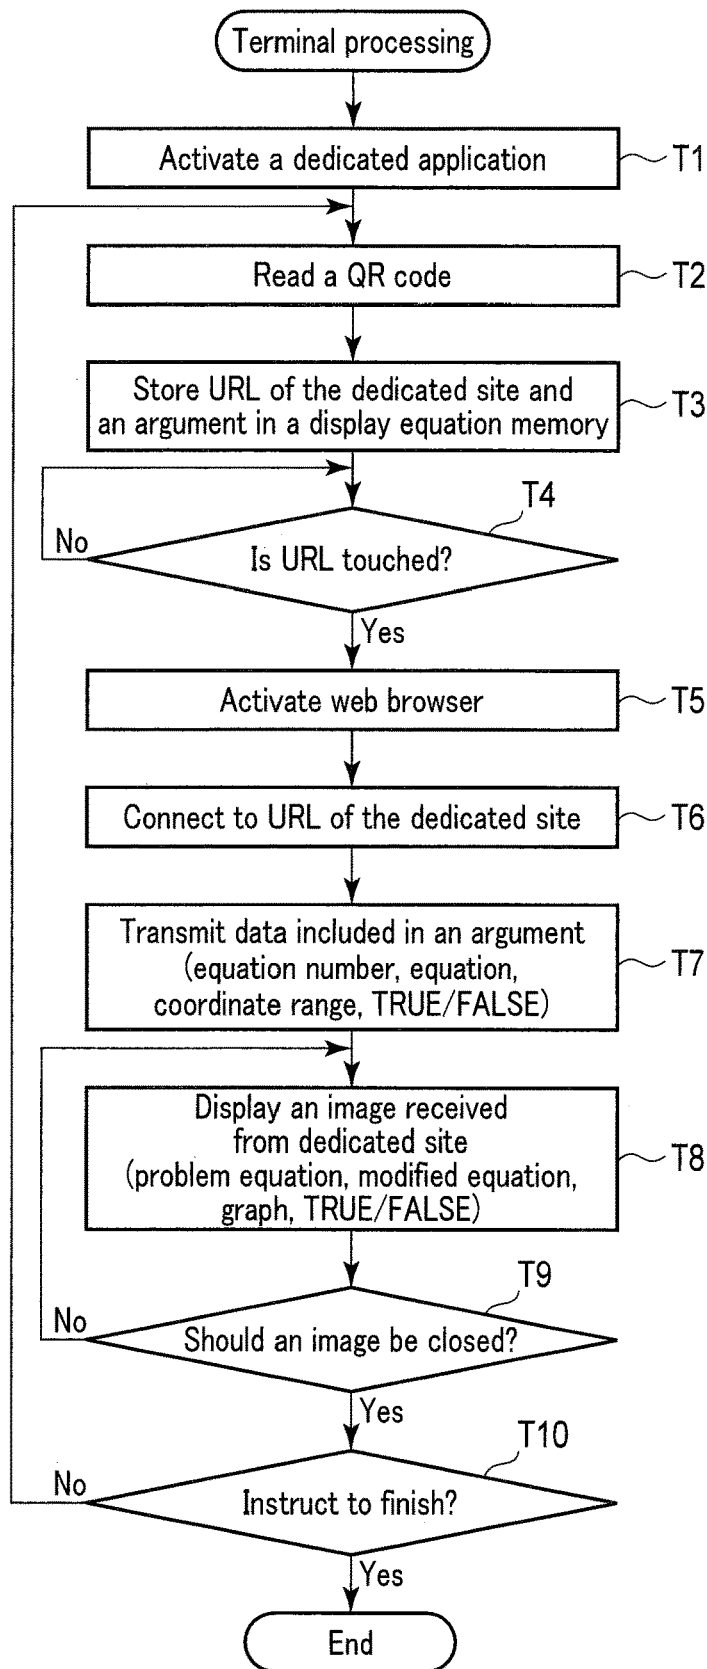 Terminal processing
Activate a dedicated application
T1
Read a QR code
T2
Store URL of the dedicated site and
an argument in a display equation memory
T3
T4
Is URL touched?
No
Yes
Activate web browser
T5
Connect to URL of the dedicated site
T6
Transmit data included in an argument
(equation number, equation,
coordinate range, TRUE/FALSE)
T7
Display an image received
from dedicated site
(problem equation, modified equation,
graph, TRUE/FALSE)
T8
T9
No
Should an image be closed?
Yes
T10
No
Instruct to finish?
Yes
End